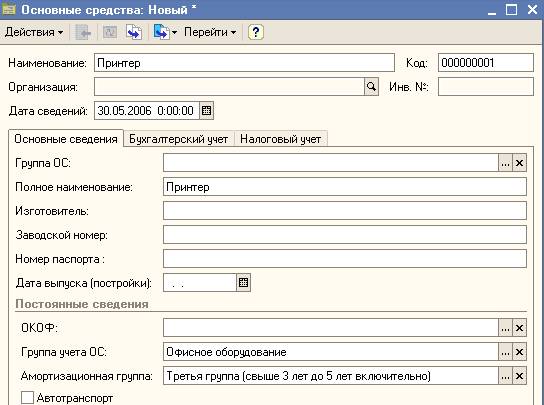 Основные средства: Новый *
Действия Перейти ?
Наименование: Принтер Код: 000000001
Организация: Инв. №:
Дата сведений: 30.05.2006 0:00:00
Основные сведения Бухгалтерский учет Налоговый учет
Группа ОС: ... ×
Полное наименование: Принтер
Изготовитель:
Заводской номер:
Номер паспорта :
Дата выпуска (постройки): . .
Постоянные сведения
ОКОФ: ... ×
Группа учета ОС: Офисное оборудование ... ×
Амортизационная группа: Третья группа (свыше 3 лет до 5 лет включительно) ... ×
Автотранспорт